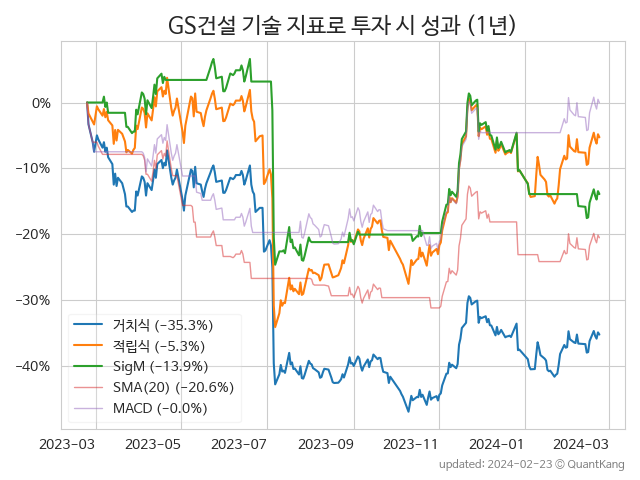 GS건설 기술 지표로 투자 시 성과 (1년)
0%
−10%
−20%
−30%
−40%
거치식 (−35.3%)
적립식 (−5.3%)
SigM (−13.9%)
SMA(20) (−20.6%)
MACD (−0.0%)
2023-03 2023-05 2023-07 2023-09 2023-11 2024-01 2024-03
updated: 2024-02-23 ⓒ QuantKang